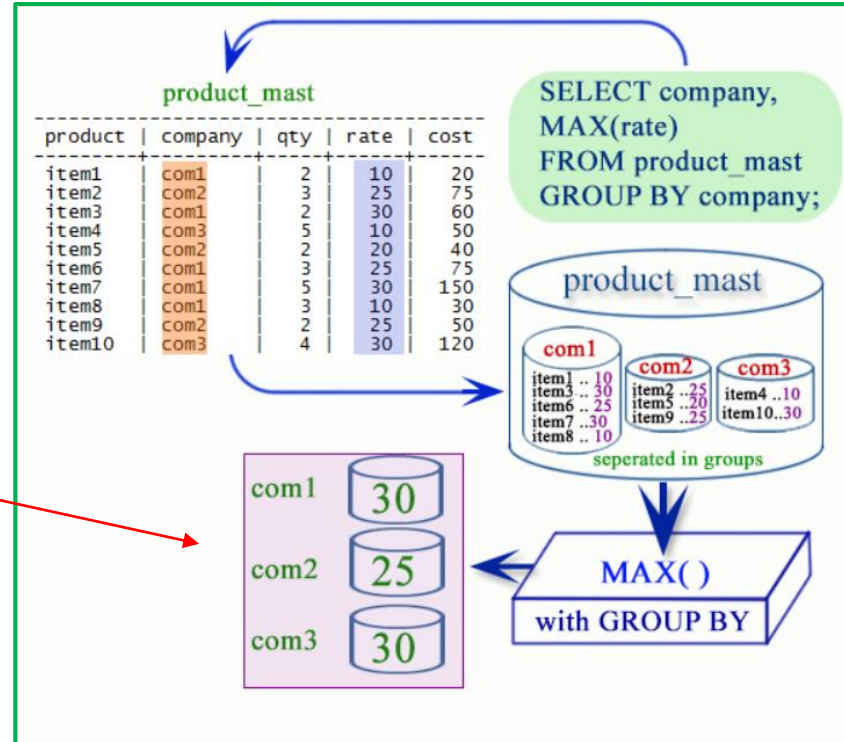 product_mast
product | company | qty | rate | cost
item1 | com1 | 2 | 10 | 20
item2 | com2 | 3 | 25 | 75
item3 | com1 | 2 | 30 | 60
item4 | com3 | 5 | 10 | 50
item5 | com2 | 2 | 20 | 40
item6 | com1 | 3 | 25 | 75
item7 | com1 | 5 | 30 | 150
item8 | com1 | 3 | 10 | 30
item9 | com2 | 2 | 25 | 50
item10 | com3 | 4 | 30 | 120
SELECT company,
MAX(rate)
FROM product_mast
GROUP BY company;
product_mast
com1
item1 .. 10
item3 .. 30
item6 .. 25
item7 ..30
item8 .. 10
com2
item2 ..25
item5 ..20
item9 ..25
com3
item4 ..10
item10..30
seperated in groups
MAX( )
with GROUP BY
com1 30
com2 25
com3 30